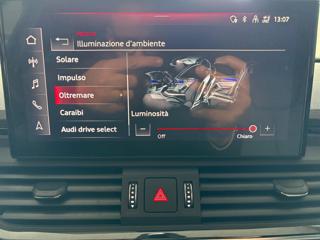 13:07
Illuminazione d'ambiente
Solare
Impulso
Oltremare
Caraibi
Audi drive select
Luminosità
Off
Chiaro